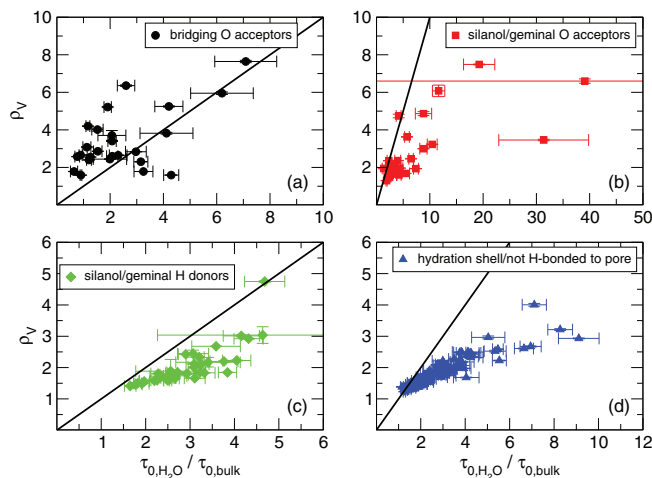 10
8
6
4
2
ρV
bridging O acceptors
(a)
0 2 4 6 8 10
10
8
6
4
2
silanol/geminal O acceptors
(b)
0 10 20 30 40 50
6
5
4
3
2
1
ρV
silanol/geminal H donors
(c)
1 2 3 4 5 6
τ0,H2O / τ0,bulk
6
5
4
3
2
1
hydration shell/not H-bonded to pore
(d)
2 4 6 8 10 12
τ0,H2O / τ0,bulk